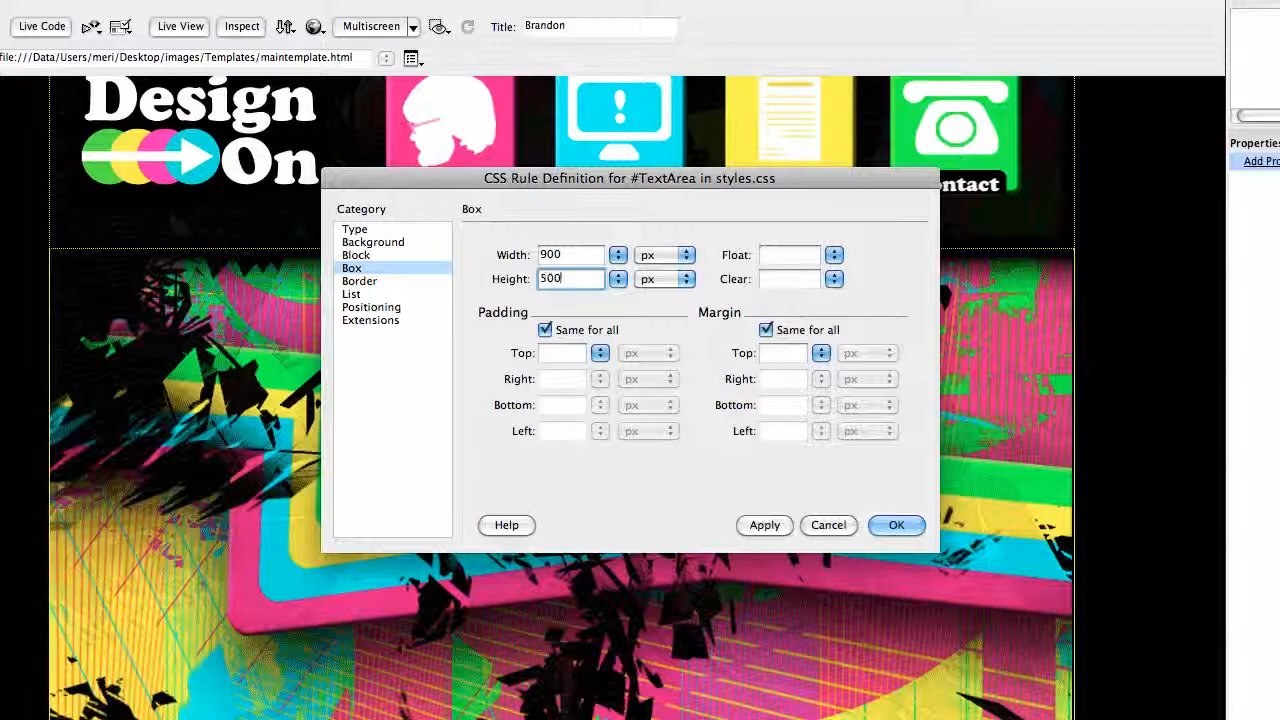 Live Code
Live View
Inspect
Multiscreen
Title:
Brandon
file:///Data/Users/meri/Desktop/images/Templates/maintemplate.html
Design
On
ontact
Properties
Add Pro
CSS Rule Definition for #TextArea in styles.css
Category
Type
Background
Block
Box
Border
List
Positioning
Extensions
Box
Width: 900 px
Float:
Height: 500 px
Clear:
Padding
Margin
Same for all
Same for all
Top: px
Top: px
Right: px
Right: px
Bottom: px
Bottom: px
Left: px
Left: px
Help
Apply
Cancel
OK